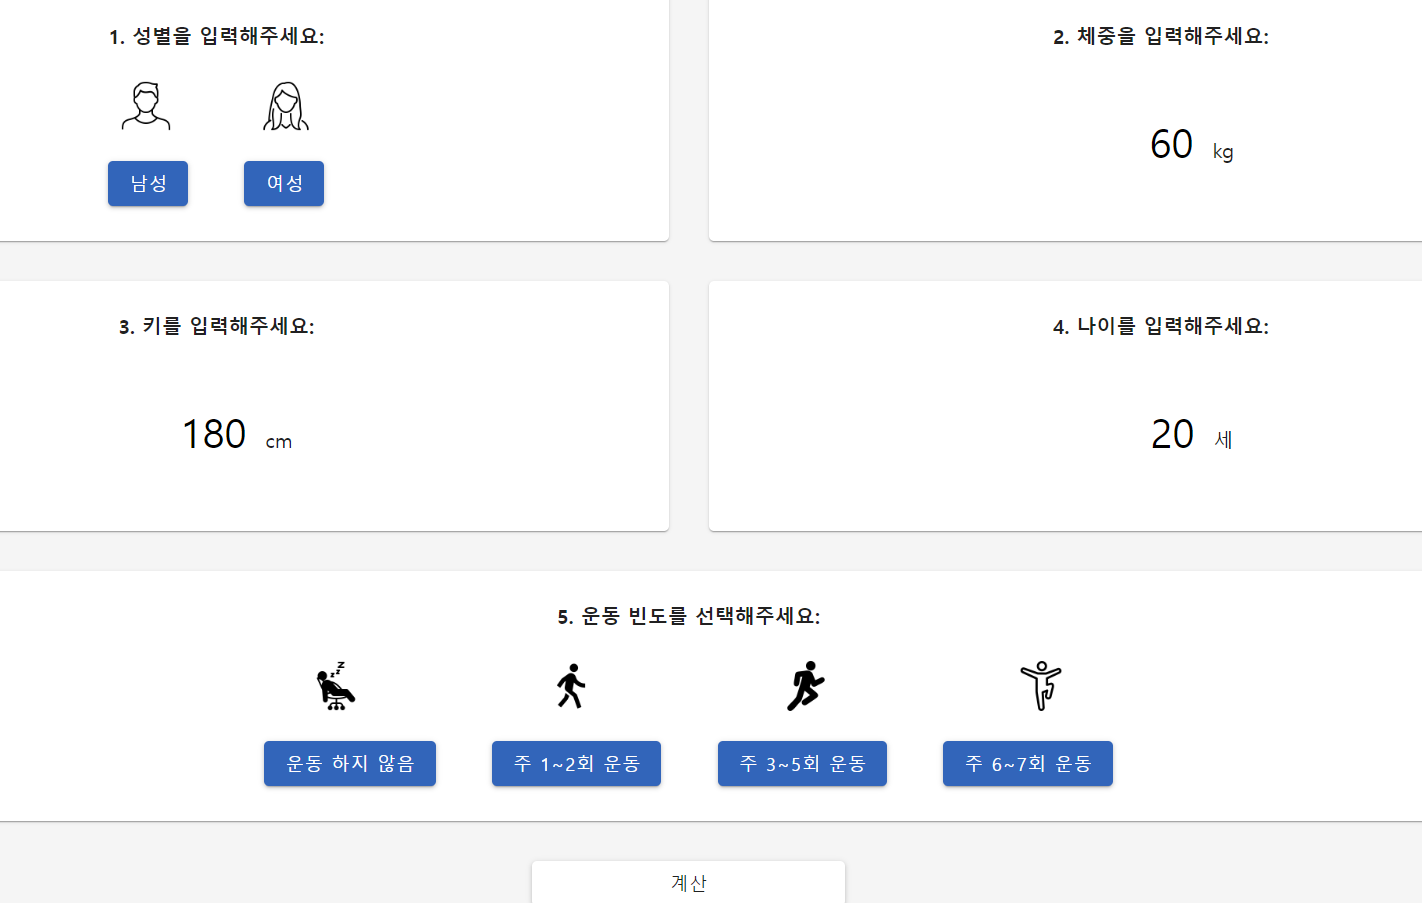 1. 성별을 입력해주세요:
남성
여성
2. 체중을 입력해주세요:
60 kg
3. 키를 입력해주세요:
180 cm
4. 나이를 입력해주세요:
20 세
5. 운동 빈도를 선택해주세요:
z z z z
운동 하지 않음
주 1~2회 운동
주 3~5회 운동
주 6~7회 운동
계산